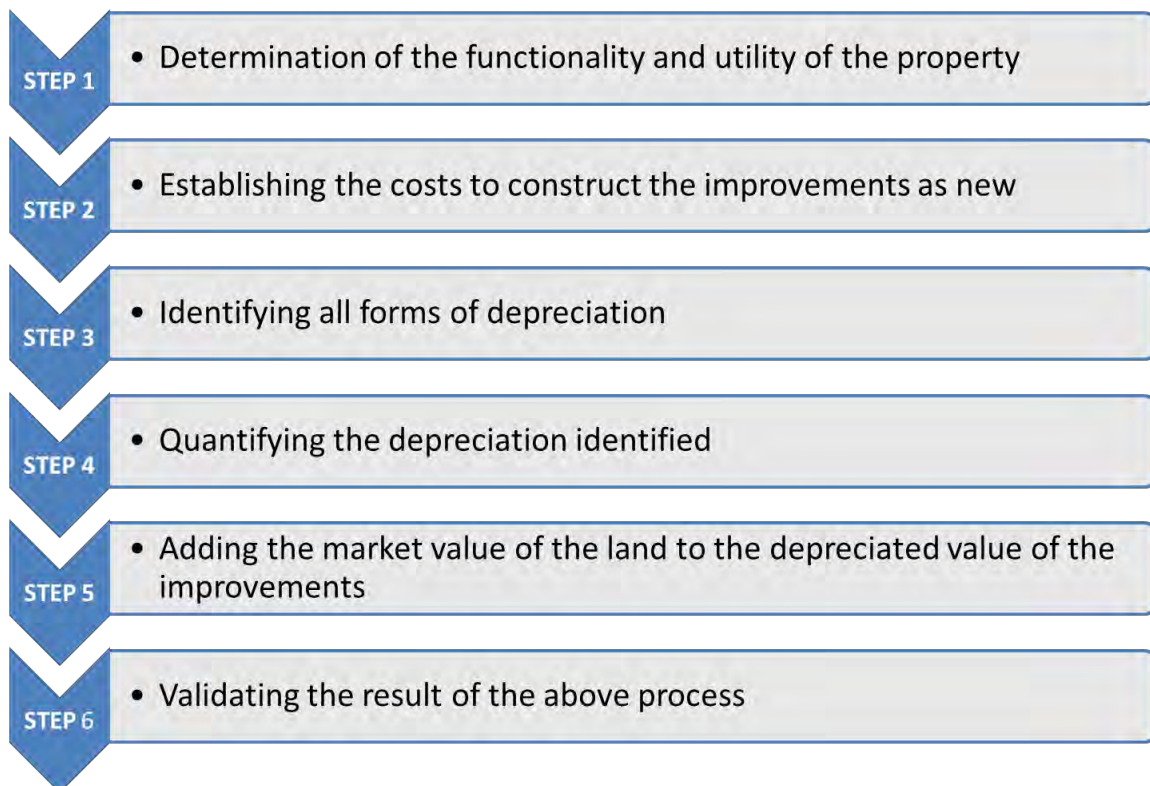 STEP 1
• Determination of the functionality and utility of the property
STEP 2
• Establishing the costs to construct the improvements as new
STEP 3
• Identifying all forms of depreciation
STEP 4
• Quantifying the depreciation identified
STEP 5
• Adding the market value of the land to the depreciated value of the
improvements
STEP 6
• Validating the result of the above process